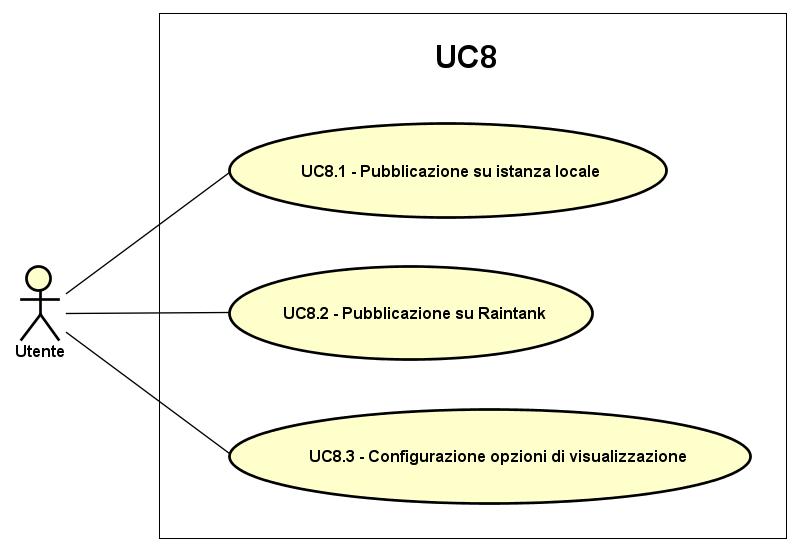 UC8
UC8.1 - Pubblicazione su istanza locale
UC8.2 - Pubblicazione su Raintank
Utente
UC8.3 - Configurazione opzioni di visualizzazione